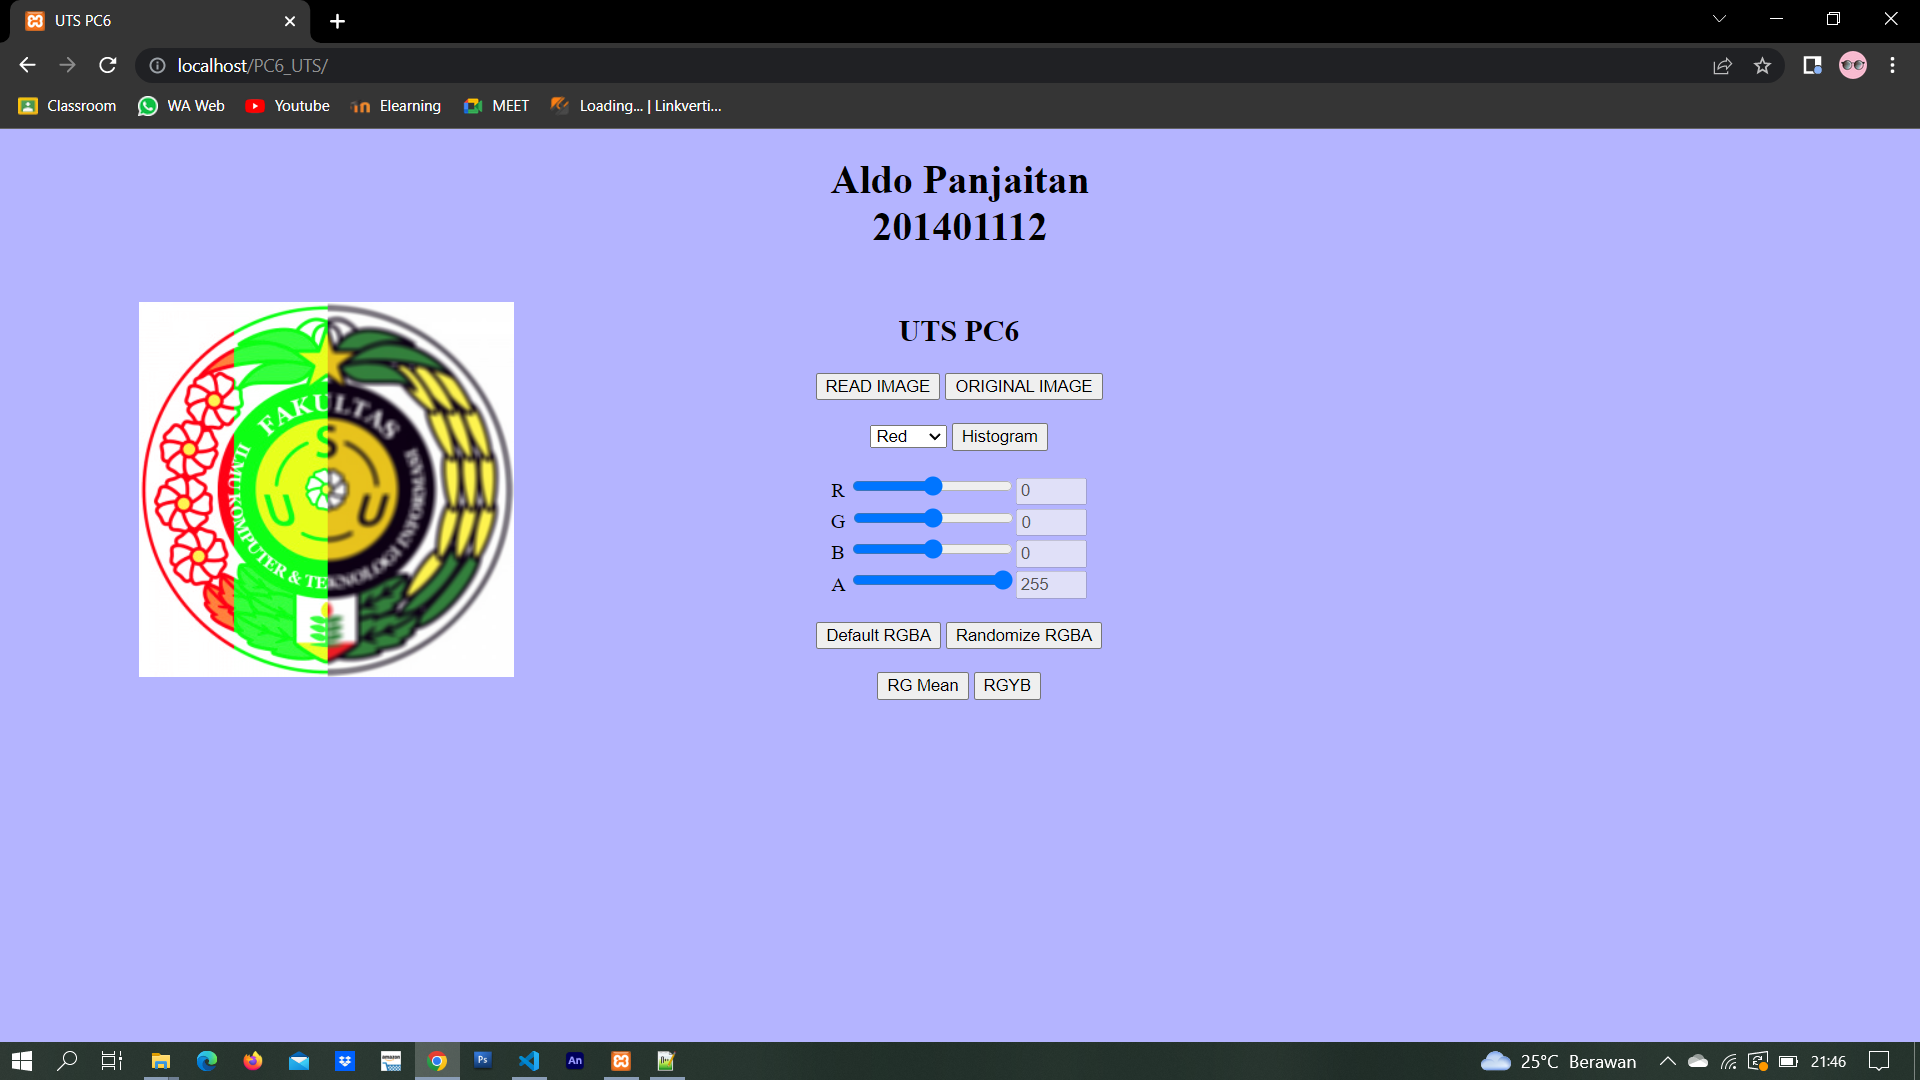 UTS PC6
localhost/PC6_UTS/
Classroom WA Web Youtube Elearning MEET Loading... | Linkverti...
Aldo Panjaitan
201401112
FAKULTAS
ILMU KOMPUTER & TEKNOLOGI INFORMASI
U S U
UTS PC6
READ IMAGE ORIGINAL IMAGE
Red Histogram
R 0
G 0
B 0
A 255
Default RGBA Randomize RGBA
RG Mean RGYB
Ps An 25°C Berawan 21:46